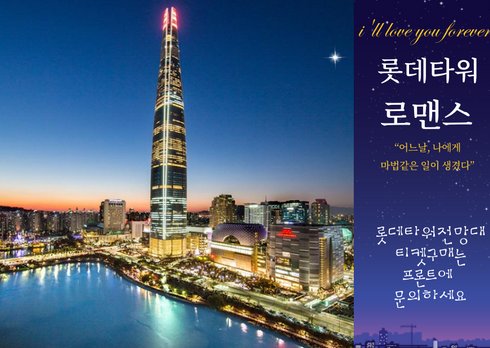 i'll love you forever
롯데타워
로맨스
“어느날, 나에게
마법같은 일이 생겼다”
롯데타워전망대
티켓구매는
프론트에
문의하세요